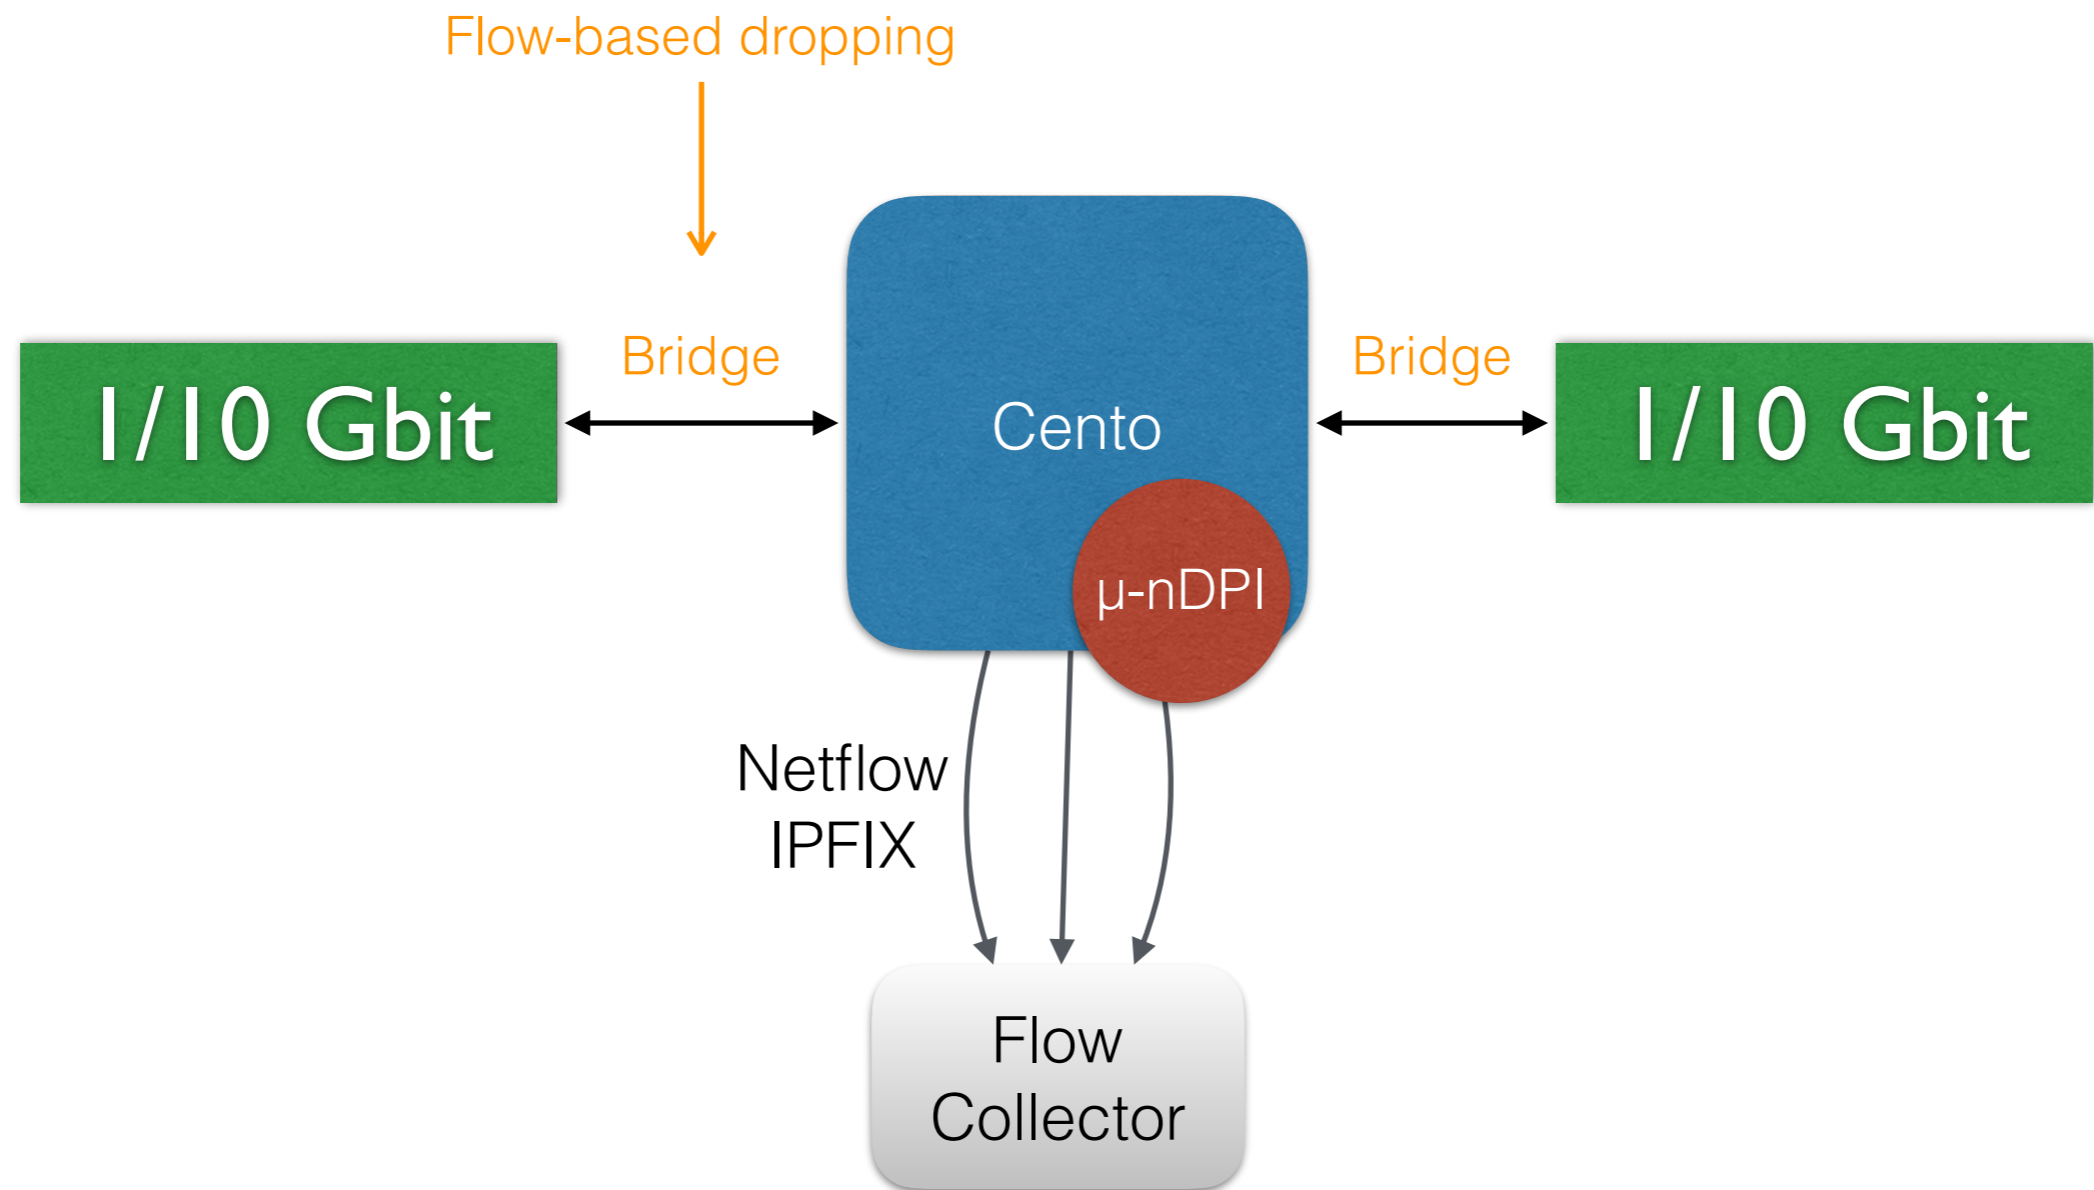 Flow-based dropping
Bridge
Bridge
1/10 Gbit
Cento
1/10 Gbit
µ-nDPI
Netflow
IPFIX
Flow
Collector